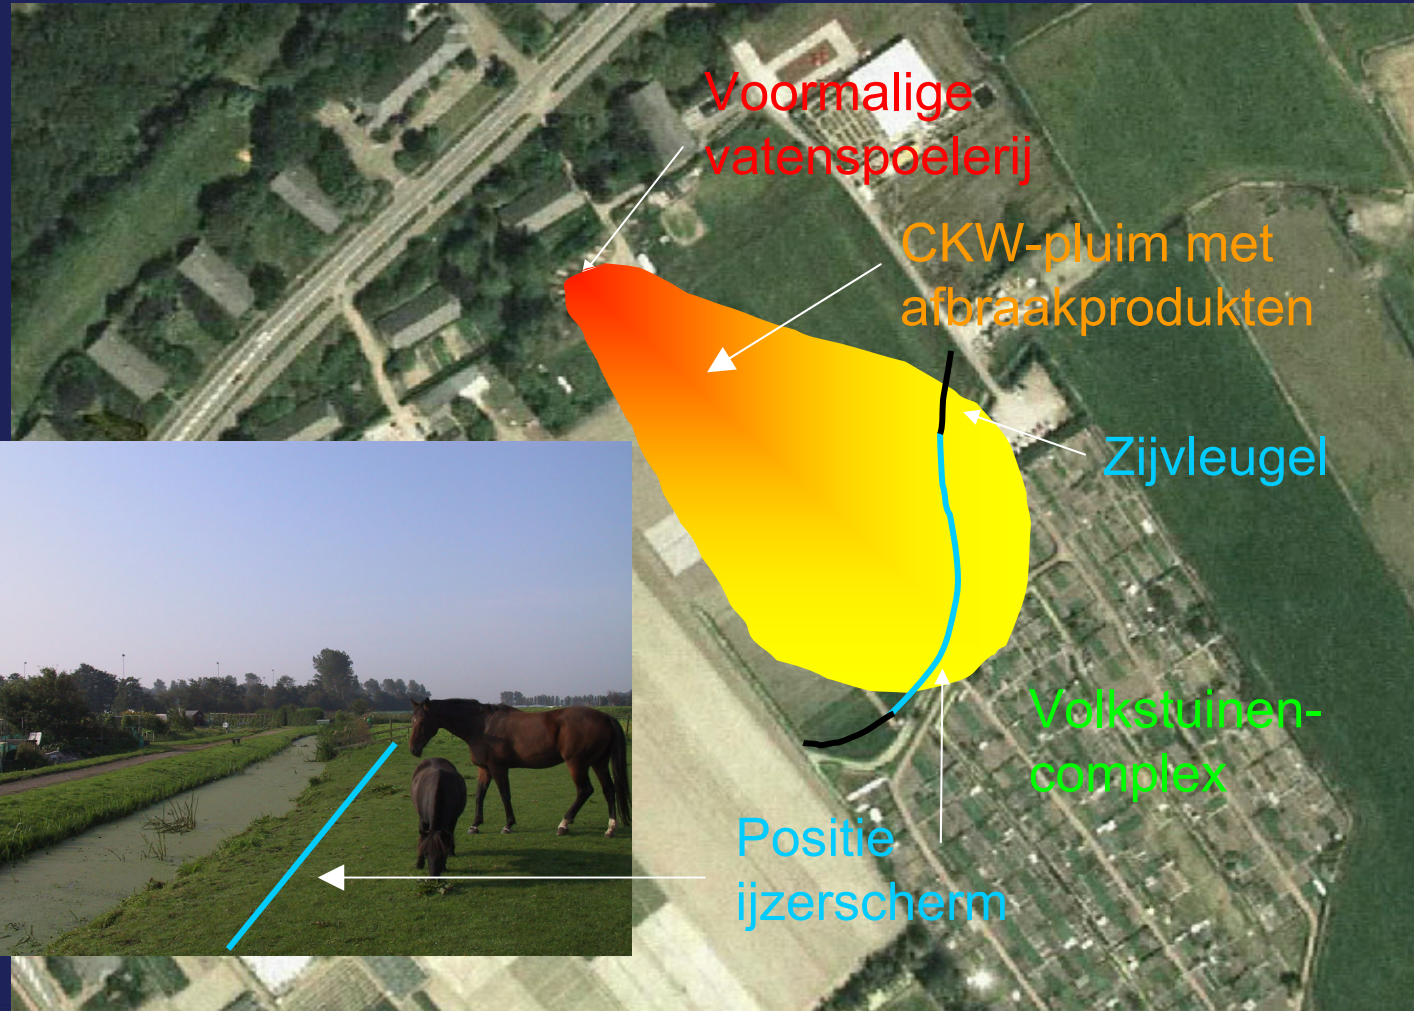 Voormalige
vatenspoelerij
CKW-pluim met
afbraakprodukten
Zijvleugel
Volkstuinen-
complex
Positie
ijzerscherm